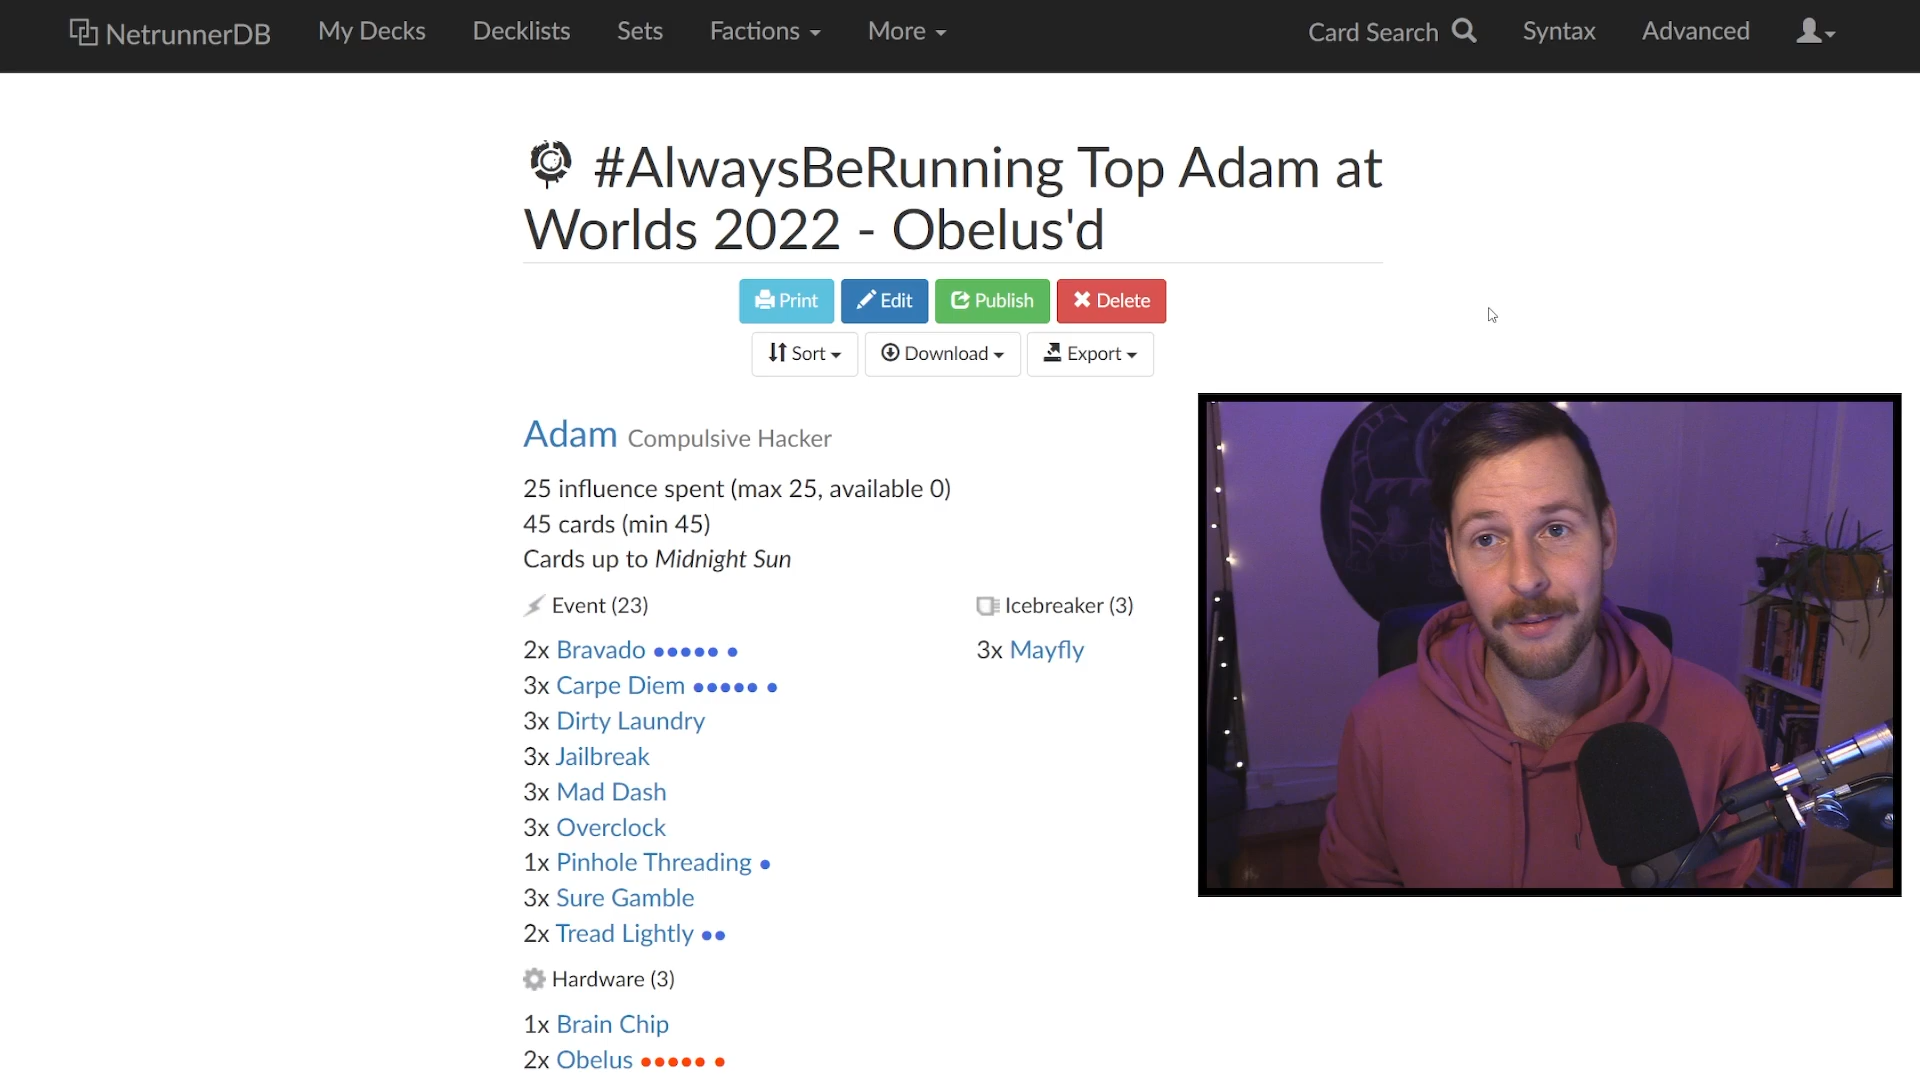 NetrunnerDB My Decks Decklists Sets Factions More Card Search Syntax Advanced
#AlwaysBeRunning Top Adam at
Worlds 2022 - Obelus'd
Print Edit Publish Delete
Sort Download Export
Adam Compulsive Hacker
25 influence spent (max 25, available 0)
45 cards (min 45)
Cards up to Midnight Sun
Event (23)
2x Bravado
3x Carpe Diem
3x Dirty Laundry
3x Jailbreak
3x Mad Dash
3x Overclock
1x Pinhole Threading
3x Sure Gamble
2x Tread Lightly
Hardware (3)
1x Brain Chip
2x Obelus
Icebreaker (3)
3x Mayfly